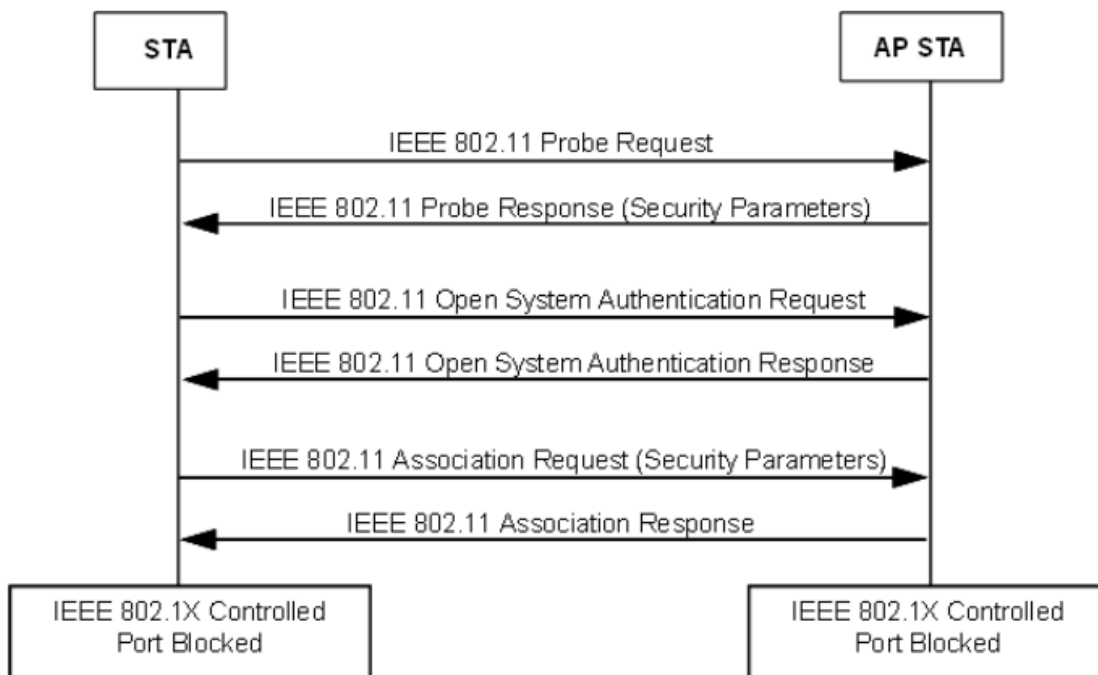 STA
AP STA
IEEE 802.11 Probe Request
IEEE 802.11 Probe Response (Security Parameters)
IEEE 802.11 Open System Authentication Request
IEEE 802.11 Open System Authentication Response
IEEE 802.11 Association Request (Security Parameters)
IEEE 802.11 Association Response
IEEE 802.1X Controlled
Port Blocked
IEEE 802.1X Controlled
Port Blocked